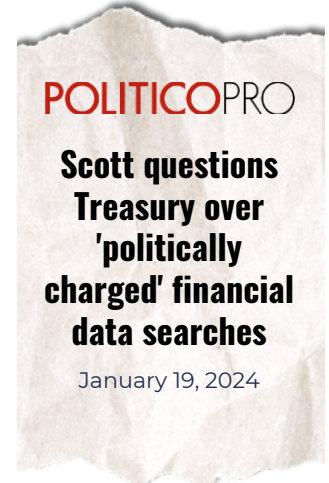 POLITICOPRO
Scott questions
Treasury over
'politically
charged' financial
data searches
January 19, 2024